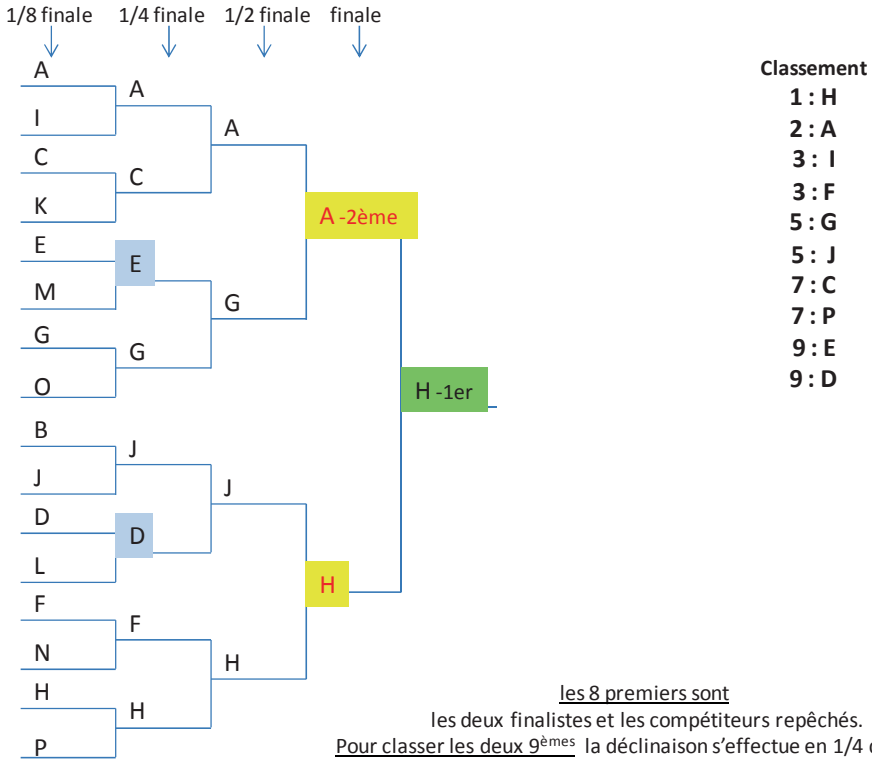 1/8 finale 1/4 finale 1/2 finale finale
A
I
C
K
E
M
G
O
B
J
D
L
F
N
H
P
A
C
E
G
J
D
F
H
A
G
J
H
A -2ème
H
H -1er
Classement
1 : H
2 : A
3 : I
3 : F
5 : G
5 : J
7 : C
7 : P
9 : E
9 : D
les 8 premiers sont
les deux finalistes et les compétiteurs repêchés.
Pour classer les deux 9èmes la déclinaison s'effectue en 1/4